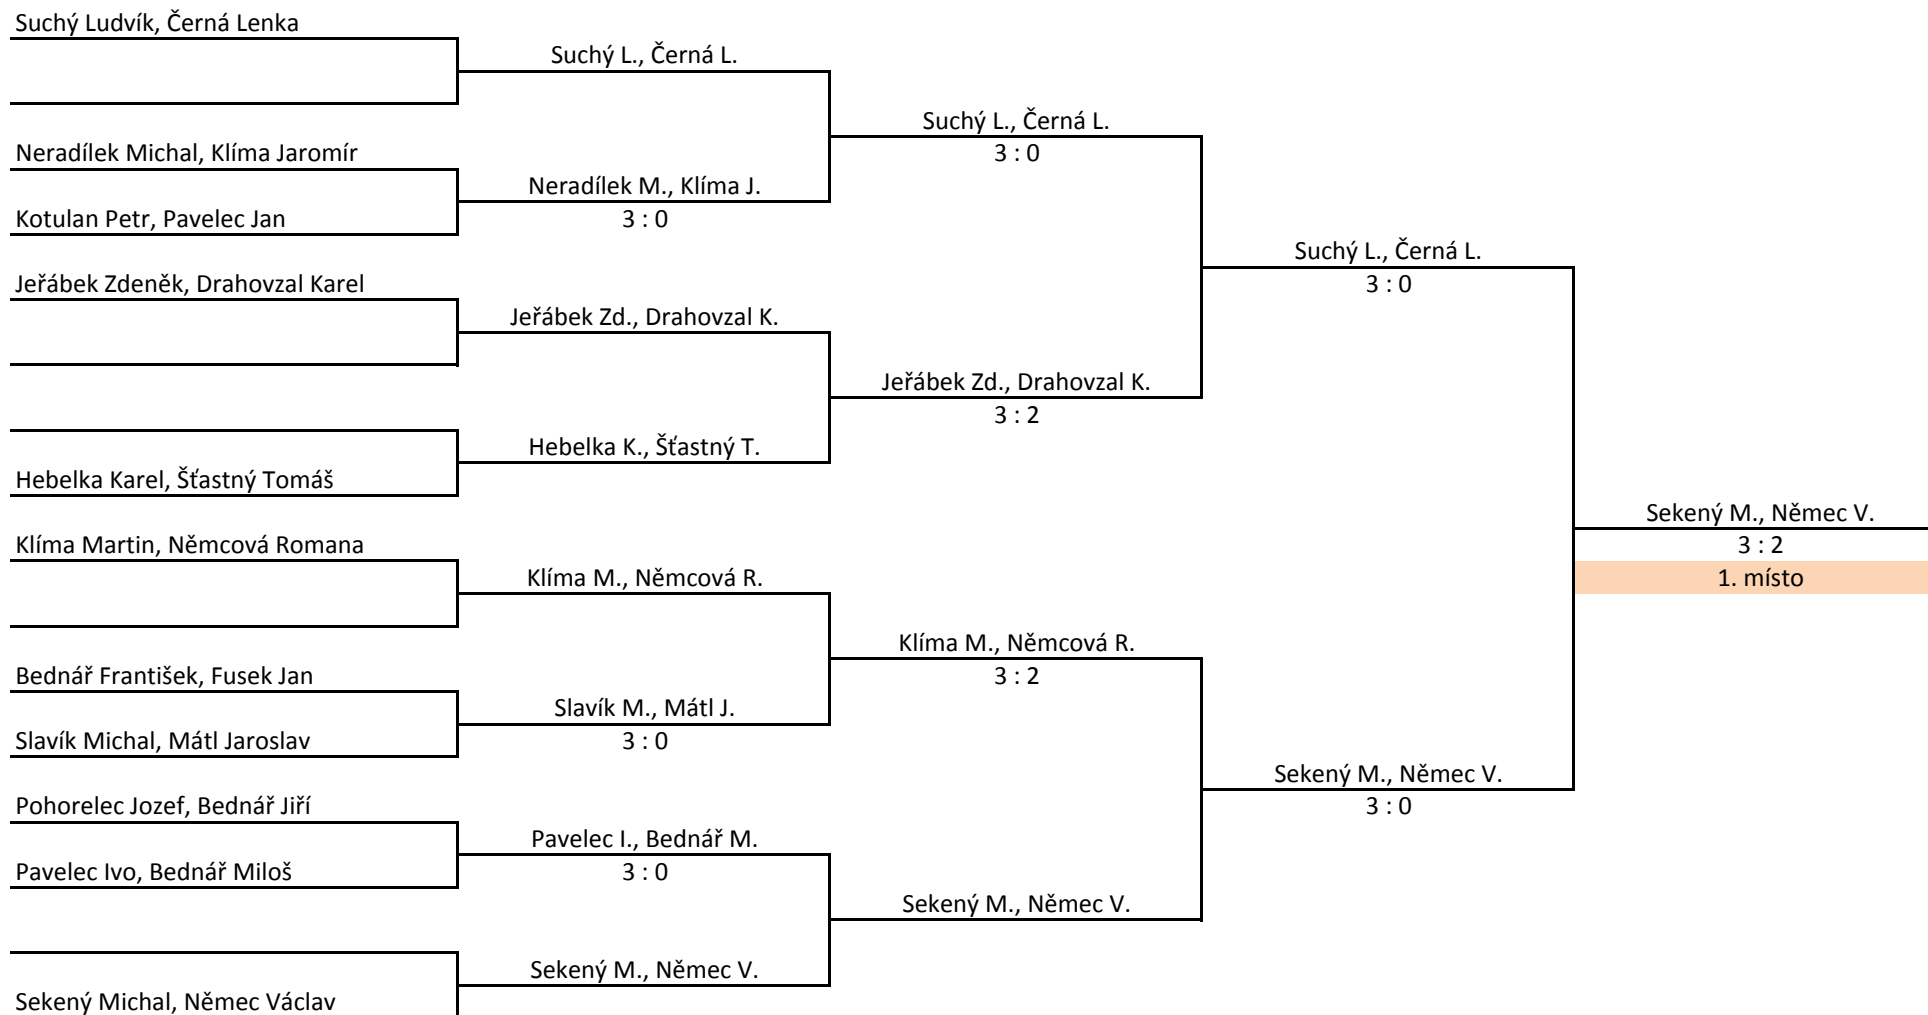 Suchý Ludvík, Černá Lenka
Suchý L., Černá L.
Suchý L., Černá L.
Neradílek Michal, Klíma Jaromír
3 : 0
Neradílek M., Klíma J.
Kotulan Petr, Pavelec Jan
3 : 0
Suchý L., Černá L.
Jeřábek Zdeněk, Drahovzal Karel
3 : 0
Jeřábek Zd., Drahovzal K.
Jeřábek Zd., Drahovzal K.
3 : 2
Hebelka K., Šťastný T.
Hebelka Karel, Šťastný Tomáš
Sekený M., Němec V.
Klíma Martin, Němcová Romana
3 : 2
Klíma M., Němcová R.
1. místo
Klíma M., Němcová R.
Bednář František, Fusek Jan
3 : 2
Slavík M., Mátl J.
Slavík Michal, Mátl Jaroslav
3 : 0
Sekený M., Němec V.
Pohorelec Jozef, Bednář Jiří
3 : 0
Pavelec I., Bednář M.
Pavelec Ivo, Bednář Miloš
3 : 0
Sekený M., Němec V.
Sekený M., Němec V.
Sekený Michal, Němec Václav